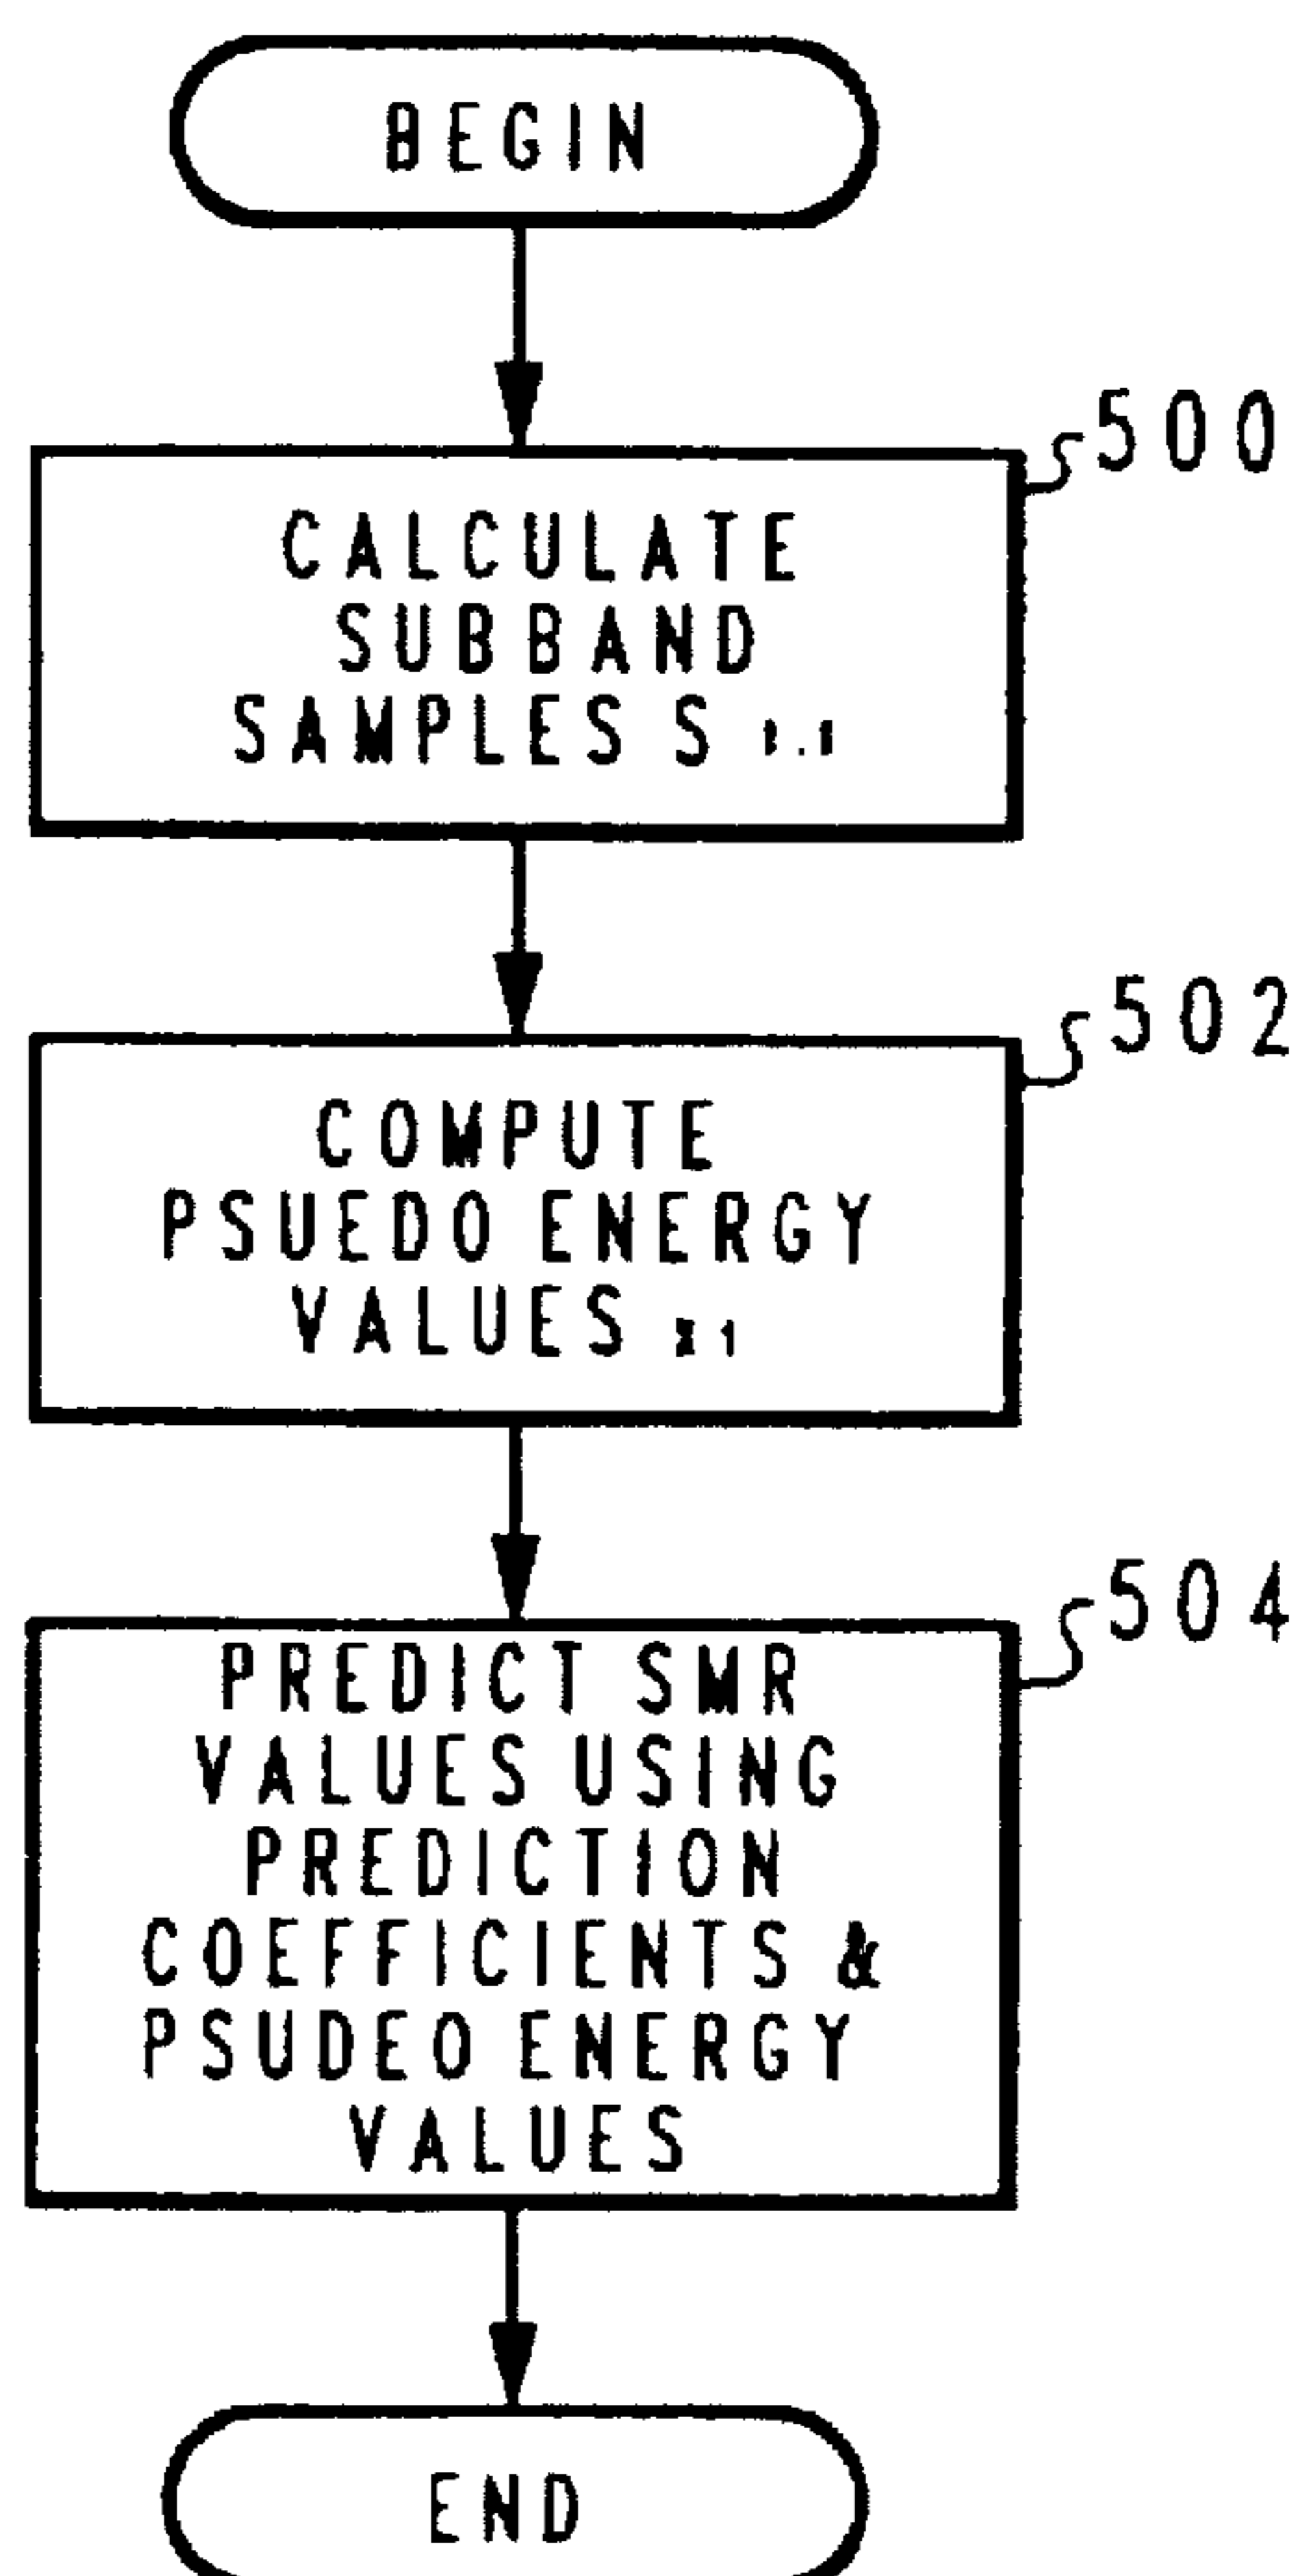 BEGIN
500
CALCULATE
SUBBAND
SAMPLES S
502
COMPUTE
PSUEDO ENERGY
VALUES x1
504
PREDICT SMR
VALUES USING
PREDICTION
COEFFICIENTS &
PSUDEO ENERGY
VALUES
END